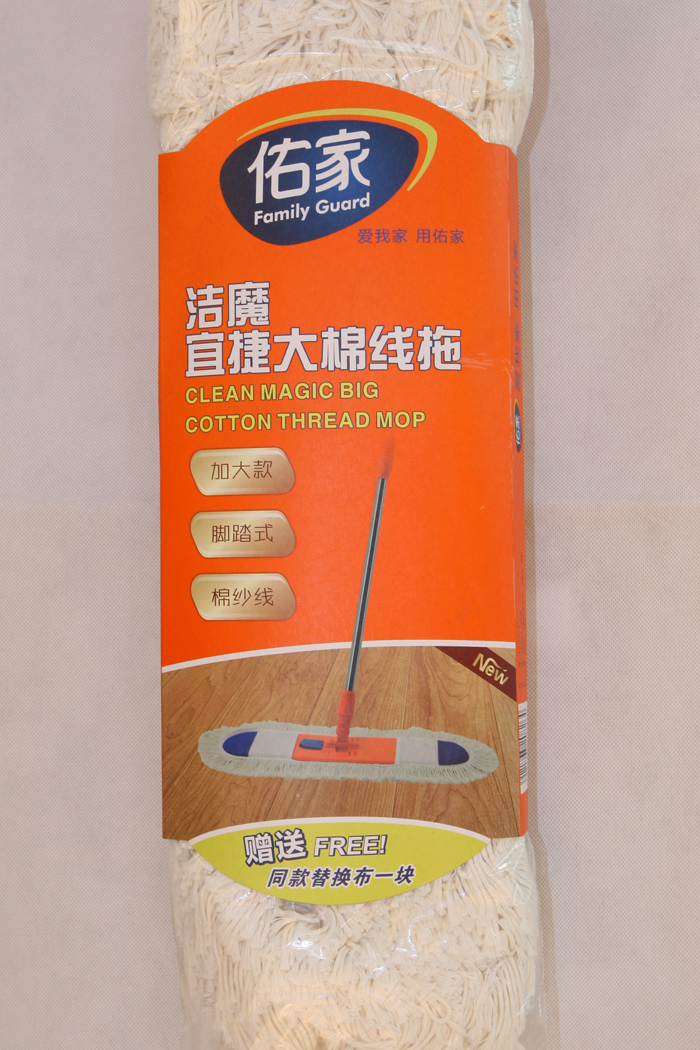 佑家
Family Guard
爱我家 用佑家
洁魔
宜捷大棉线拖
CLEAN MAGIC BIG
COTTON THREAD MOP
加大款
脚踏式
棉纱线
New
赠送 FREE!
同款替换布一块